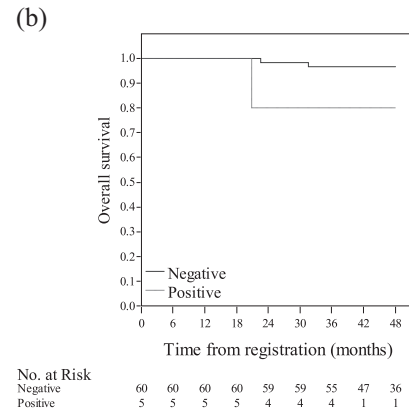 (b)
1.0
0.9
0.8
0.7
0.6
0.5
0.4
0.3
0.2
0.1
0.0
Overall survival
Negative
Positive
0 6 12 18 24 30 36 42 48
Time from registration (months)
No. at Risk
Negative 60 60 60 60 59 59 55 47 36
Positive 5 5 5 5 4 4 4 1 1